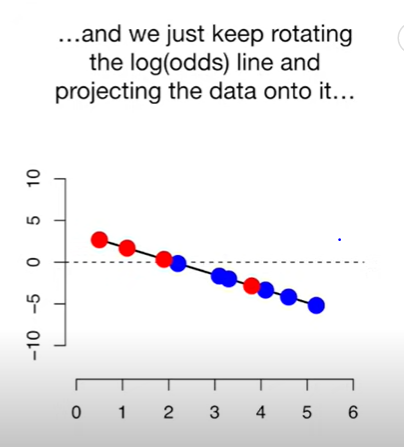 ...and we just keep rotating
the log(odds) line and
projecting the data onto it...
10
5
0
−5
−10
0 1 2 3 4 5 6